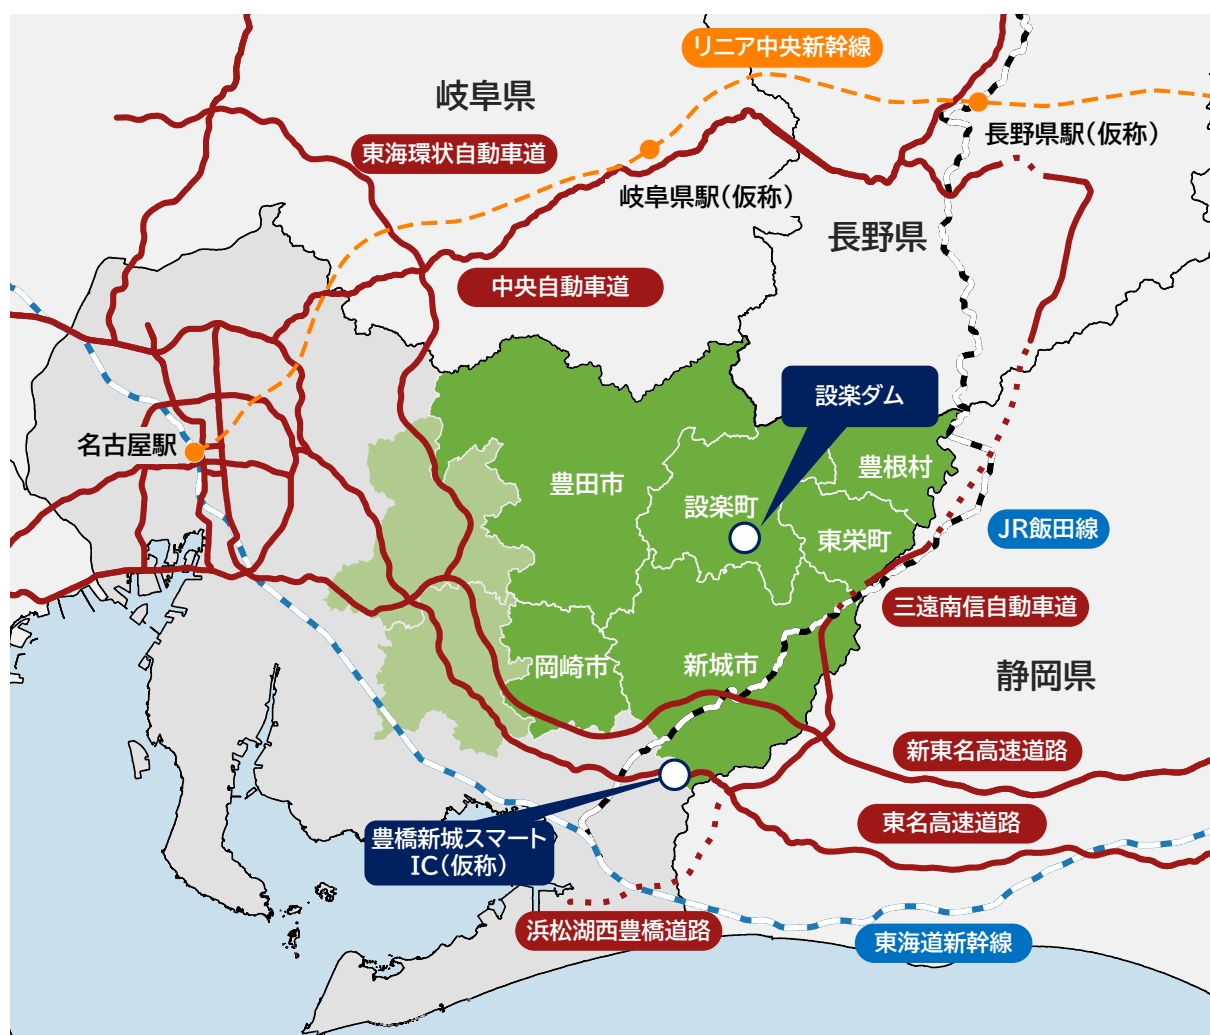 リニア中央新幹線
岐阜県
長野県駅(仮称)
東海環状自動車道
岐阜県駅(仮称)
長野県
中央自動車道
設楽ダム
名古屋駅
豊田市
豊根村
設楽町
東栄町
JR飯田線
三遠南信自動車道
岡崎市
新城市
静岡県
新東名高速道路
東名高速道路
豊橋新城スマート
IC(仮称)
浜松湖西豊橋道路
東海道新幹線